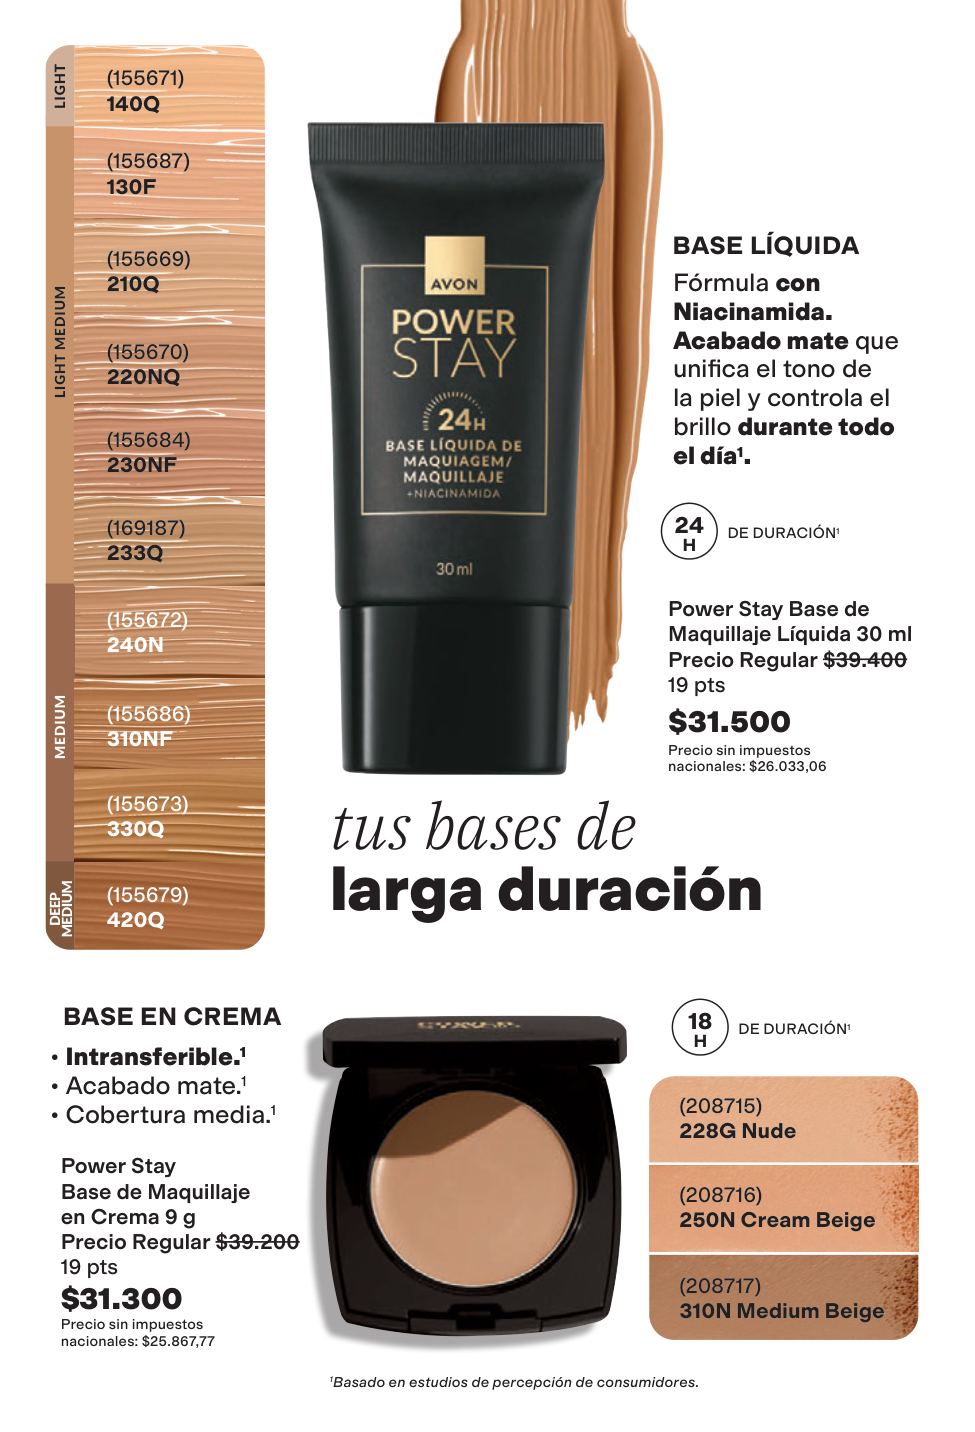 LIGHT
(155671)
140Q
LIGHT MEDIUM
(155687)
130F
(155669)
210Q
(155670)
220NQ
(155684)
230NF
(169187)
233Q
MEDIUM
(155672)
240N
(155686)
310NF
(155673)
330Q
DEEP
MEDIUM
(155679)
420Q
AVON
POWER
STAY
24H
BASE LÍQUIDA DE
MAQUIAGEM/
MAQUILLAJE
+NIACINAMIDA
30 ml
BASE LÍQUIDA
Fórmula con
Niacinamida.
Acabado mate que
unifica el tono de
la piel y controla el
brillo durante todo
el día¹.
24
H
DE DURACIÓN¹
Power Stay Base de
Maquillaje Líquida 30 ml
Precio Regular $39.400
19 pts
$31.500
Precio sin impuestos
nacionales: $26.033,06
tus bases de
larga duración
BASE EN CREMA
• Intransferible.¹
• Acabado mate.¹
• Cobertura media.¹
Power Stay
Base de Maquillaje
en Crema 9 g
Precio Regular $39.200
19 pts
$31.300
Precio sin impuestos
nacionales: $25.867,77
18
H
DE DURACIÓN¹
(208715)
228G Nude
(208716)
250N Cream Beige
(208717)
310N Medium Beige
¹Basado en estudios de percepción de consumidores.